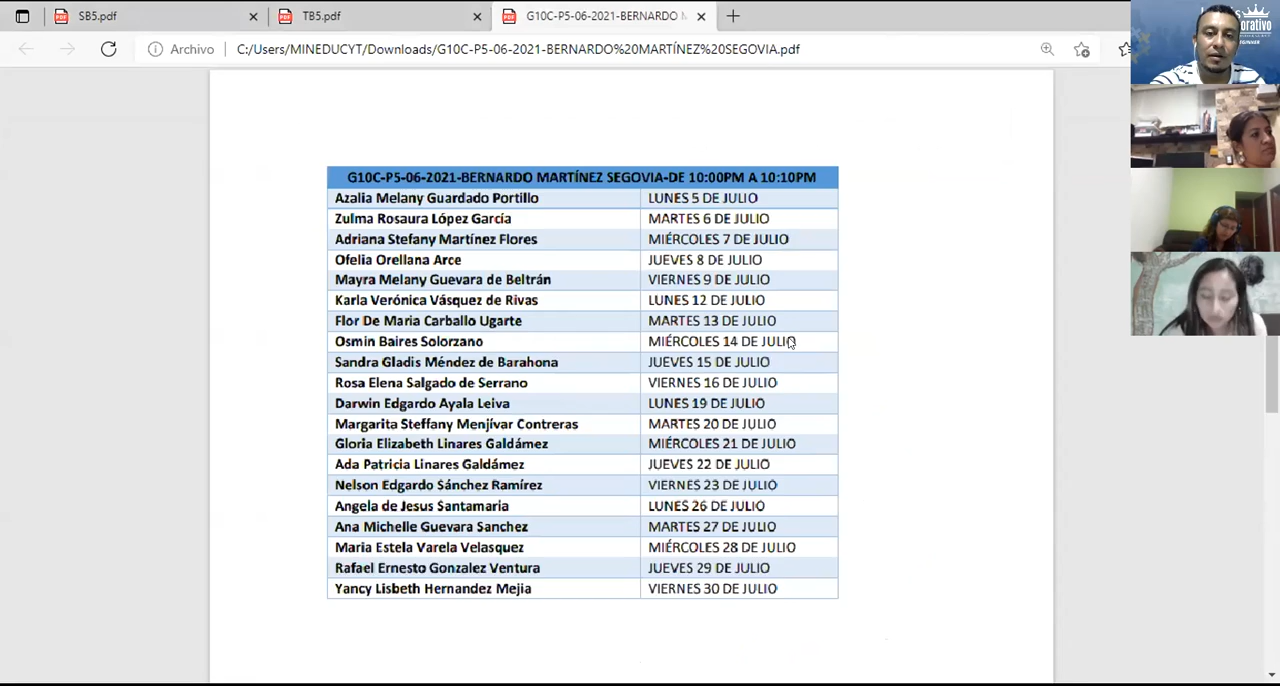 SB5.pdf
TB5.pdf
G10C-P5-06-2021-BERNARDO
Archivo
C:/Users/MINEDUCYT/Downloads/G10C-P5-06-2021-BERNARDO%20MARTÍNEZ%20SEGOVIA.pdf
G10C-P5-06-2021-BERNARDO MARTÍNEZ SEGOVIA-DE 10:00PM A 10:10PM
Azalia Melany Guardado Portillo LUNES 5 DE JULIO
Zulma Rosaura López García MARTES 6 DE JULIO
Adriana Stefany Martínez Flores MIÉRCOLES 7 DE JULIO
Ofelia Orellana Arce JUEVES 8 DE JULIO
Mayra Melany Guevara de Beltrán VIERNES 9 DE JULIO
Karla Verónica Vásquez de Rivas LUNES 12 DE JULIO
Flor De Maria Carballo Ugarte MARTES 13 DE JULIO
Osmin Baires Solorzano MIÉRCOLES 14 DE JULIO
Sandra Gladis Méndez de Barahona JUEVES 15 DE JULIO
Rosa Elena Salgado de Serrano VIERNES 16 DE JULIO
Darwin Edgardo Ayala Leiva LUNES 19 DE JULIO
Margarita Steffany Menjívar Contreras MARTES 20 DE JULIO
Gloria Elizabeth Linares Galdámez MIÉRCOLES 21 DE JULIO
Ada Patricia Linares Galdámez JUEVES 22 DE JULIO
Nelson Edgardo Sánchez Ramírez VIERNES 23 DE JULIO
Angela de Jesus Santamaria LUNES 26 DE JULIO
Ana Michelle Guevara Sanchez MARTES 27 DE JULIO
Maria Estela Varela Velasquez MIÉRCOLES 28 DE JULIO
Rafael Ernesto Gonzalez Ventura JUEVES 29 DE JULIO
Yancy Lisbeth Hernandez Mejia VIERNES 30 DE JULIO